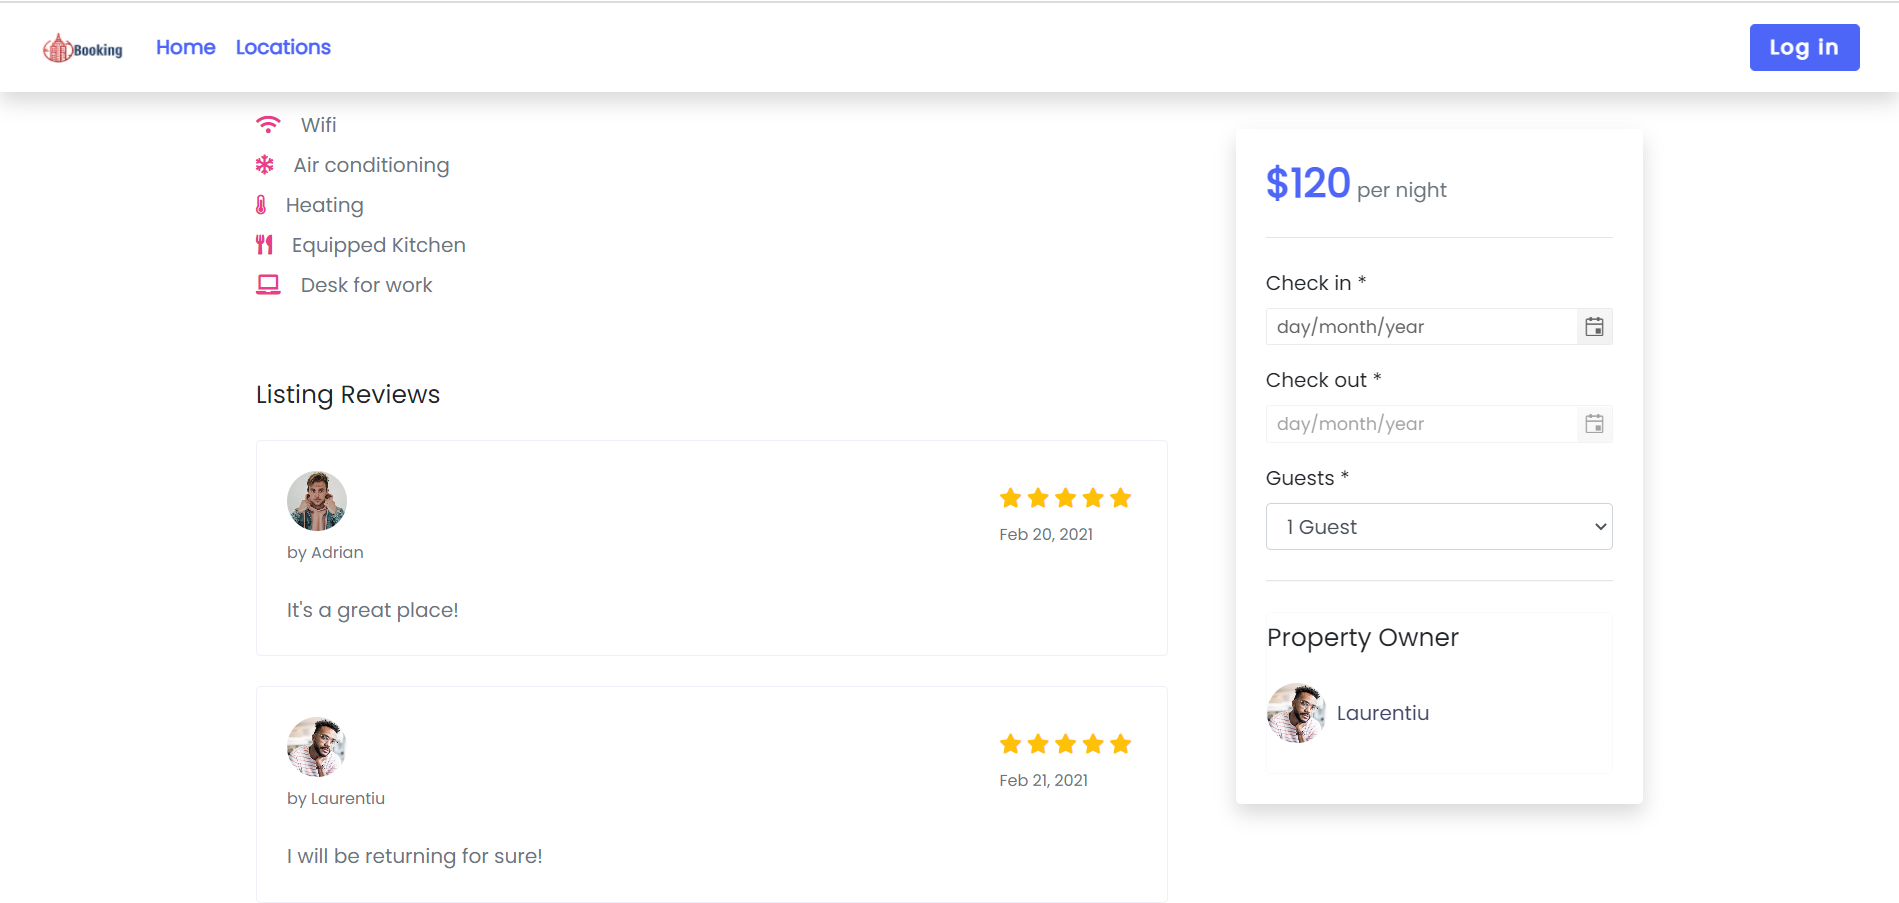 Booking
Home
Locations
Log in
Wifi
Air conditioning
Heating
Equipped Kitchen
Desk for work
Listing Reviews
by Adrian
Feb 20, 2021
It's a great place!
by Laurentiu
Feb 21, 2021
I will be returning for sure!
$120 per night
Check in *
day/month/year
Check out *
day/month/year
Guests *
1 Guest
Property Owner
Laurentiu